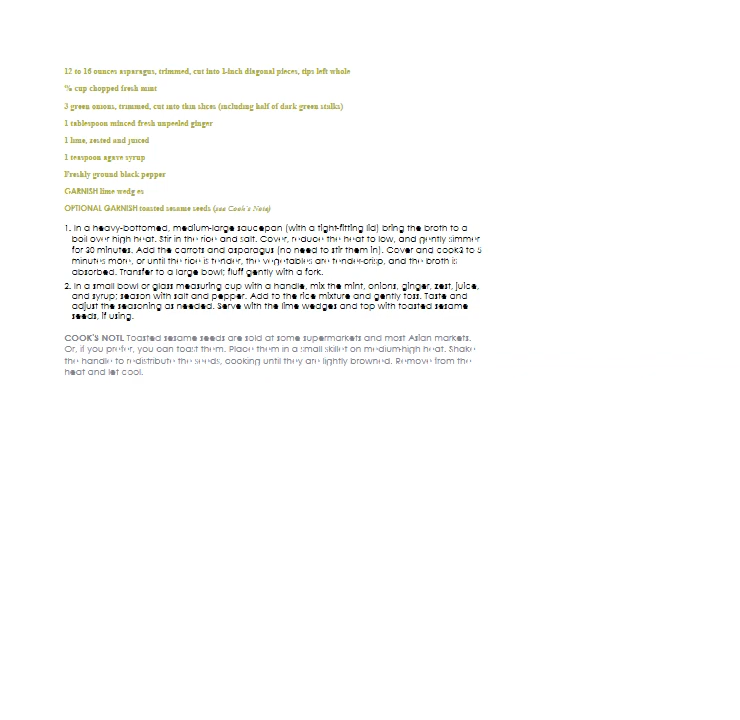 12 to 16 ounces asparagus, trimmed, cut into 1-inch diagonal pieces, tips left whole
% cup chopped fresh mint
3 green onions, trimmed, cut into thin slices (including half of dark green stalks)
1 tablespoon minced fresh unpeeled ginger
1 lime, zested and juiced
1 teaspoon agave syrup
Freshly ground black pepper
GARNISH lime wedg es
OPTIONAL GARNISH toasted sesame seeds (see Cook's Note)
1. In a heavy-bottomed, medium-large saucepan (with a tight-fitting lid) bring the broth to a
boil over high heat. Stir in the rice and salt. Cover, reduce the heat to low, and gently simmer
for 30 minutes. Add the carrots and asparagus (no need to stir them in). Cover and cook3 to 5
minutes more, or until the rice is tender, the vegetables are tender-crisp, and the broth is
absorbed. Transfer to a large bowl; fluff gently with a fork.
2. In a small bowl or glass measuring cup with a handle, mix the mint, onions, ginger, zest, juice,
and syrup; season with salt and pepper. Add to the rice mixture and gently toss. Taste and
adjust the seasoning as needed. Serve with the lime wedges and top with toasted sesame
seeds, if using.
COOK'S NOTE Toasted sesame seeds are sold at some supermarkets and most Asian markets.
Or, if you prefer, you can toast them. Place them in a small skillet on medium-high heat. Shake
the handle to redistribute the seeds, cooking until they are lightly browned. Remove from the
heat and let cool.